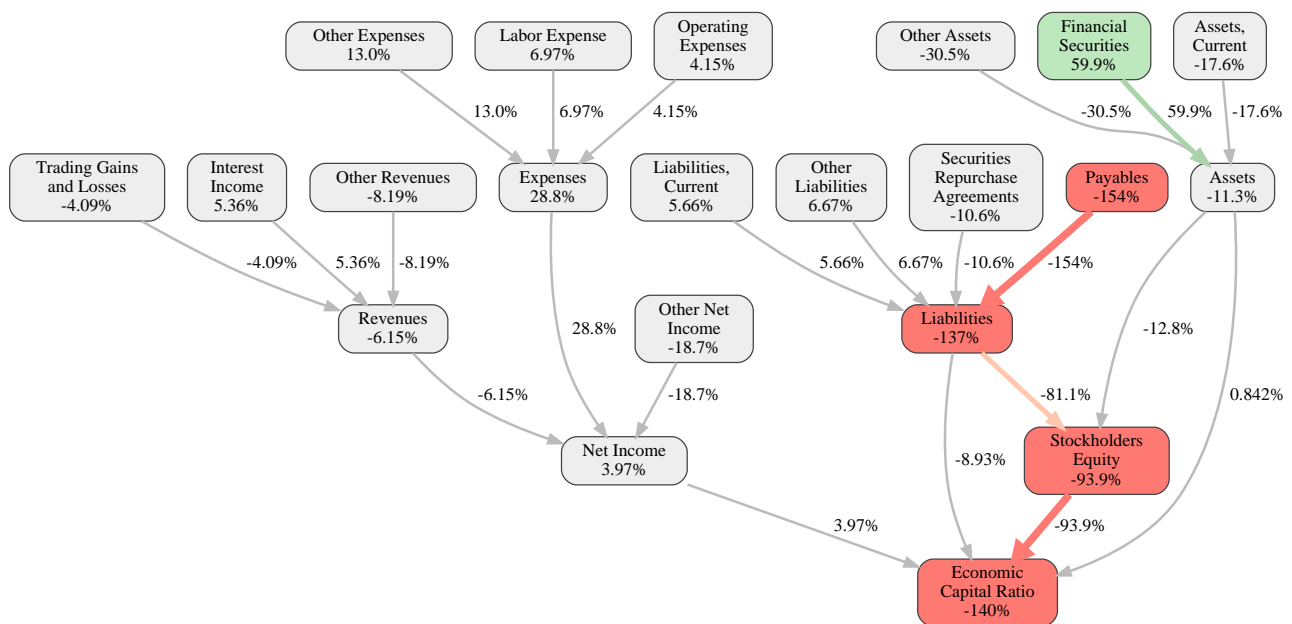 Other Expenses
13.0%
Labor Expense
6.97%
Operating
Expenses
4.15%
Other Assets
-30.5%
Financial
Securities
59.9%
Assets,
Current
-17.6%
13.0%
6.97%
4.15%
-30.5%
59.9%
-17.6%
Trading Gains
and Losses
-4.09%
Interest
Income
5.36%
Other Revenues
-8.19%
Expenses
28.8%
Liabilities,
Current
5.66%
Other
Liabilities
6.67%
Securities
Repurchase
Agreements
-10.6%
Payables
-154%
Assets
-11.3%
-4.09%
5.36%
-8.19%
5.66%
6.67%
-10.6%
-154%
Revenues
-6.15%
28.8%
Other Net
Income
-18.7%
Liabilities
-137%
-12.8%
-6.15%
-18.7%
-81.1%
0.842%
Net Income
3.97%
-8.93%
Stockholders
Equity
-93.9%
3.97%
-93.9%
Economic
Capital Ratio
-140%